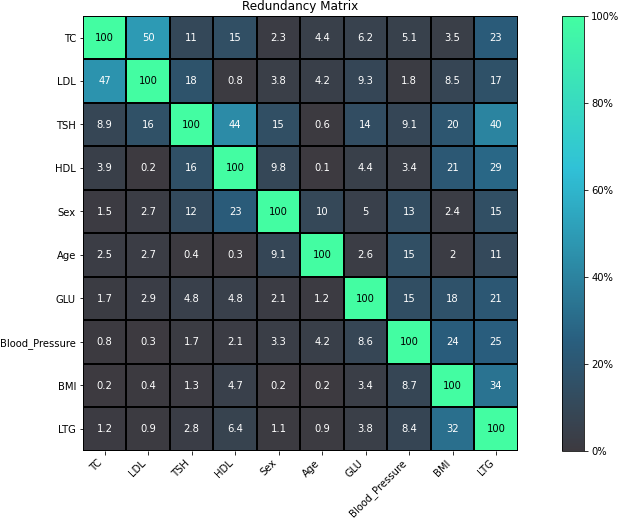 Redundancy Matrix
TC 100 50 11 15 2.3 4.4 6.2 5.1 3.5 23
LDL 47 100 18 0.8 3.8 4.2 9.3 1.8 8.5 17
TSH 8.9 16 100 44 15 0.6 14 9.1 20 40
HDL 3.9 0.2 16 100 9.8 0.1 4.4 3.4 21 29
Sex 1.5 2.7 12 23 100 10 5 13 2.4 15
Age 2.5 2.7 0.4 0.3 9.1 100 2.6 15 2 11
GLU 1.7 2.9 4.8 4.8 2.1 1.2 100 15 18 21
Blood_Pressure 0.8 0.3 1.7 2.1 3.3 4.2 8.6 100 24 25
BMI 0.2 0.4 1.3 4.7 0.2 0.2 3.4 8.7 100 34
LTG 1.2 0.9 2.8 6.4 1.1 0.9 3.8 8.4 32 100
TC LDL TSH HDL Sex Age GLU Blood_Pressure BMI LTG
100%
80%
60%
40%
20%
0%